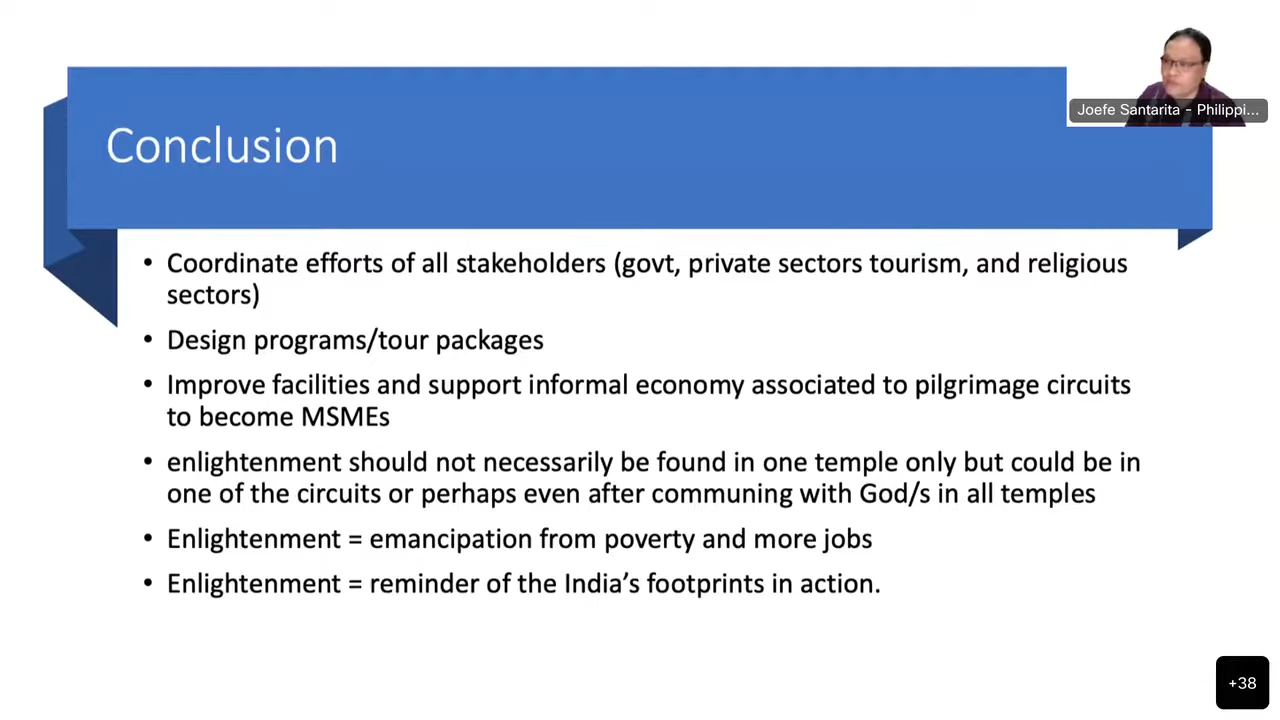 Joefe Santarita - Philippi...
Conclusion
• Coordinate efforts of all stakeholders (govt, private sectors tourism, and religious
sectors)
• Design programs/tour packages
• Improve facilities and support informal economy associated to pilgrimage circuits
to become MSMEs
• enlightenment should not necessarily be found in one temple only but could be in
one of the circuits or perhaps even after communing with God/s in all temples
• Enlightenment = emancipation from poverty and more jobs
• Enlightenment = reminder of the India’s footprints in action.
+38